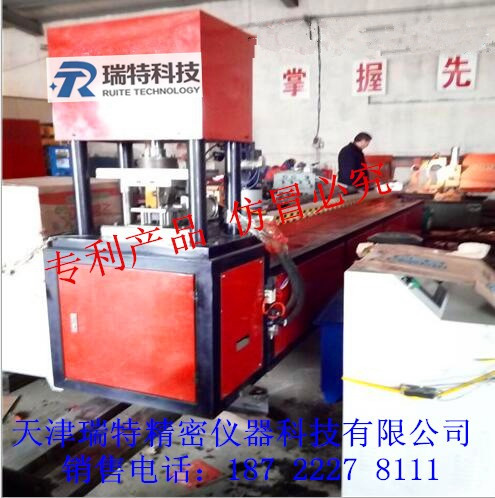 瑞特科技
RUITE TECHNOLOGY
掌握先
专利产品 仿冒必究
天津瑞特精密仪器科技有限公司
销售电话：187 2227 8111